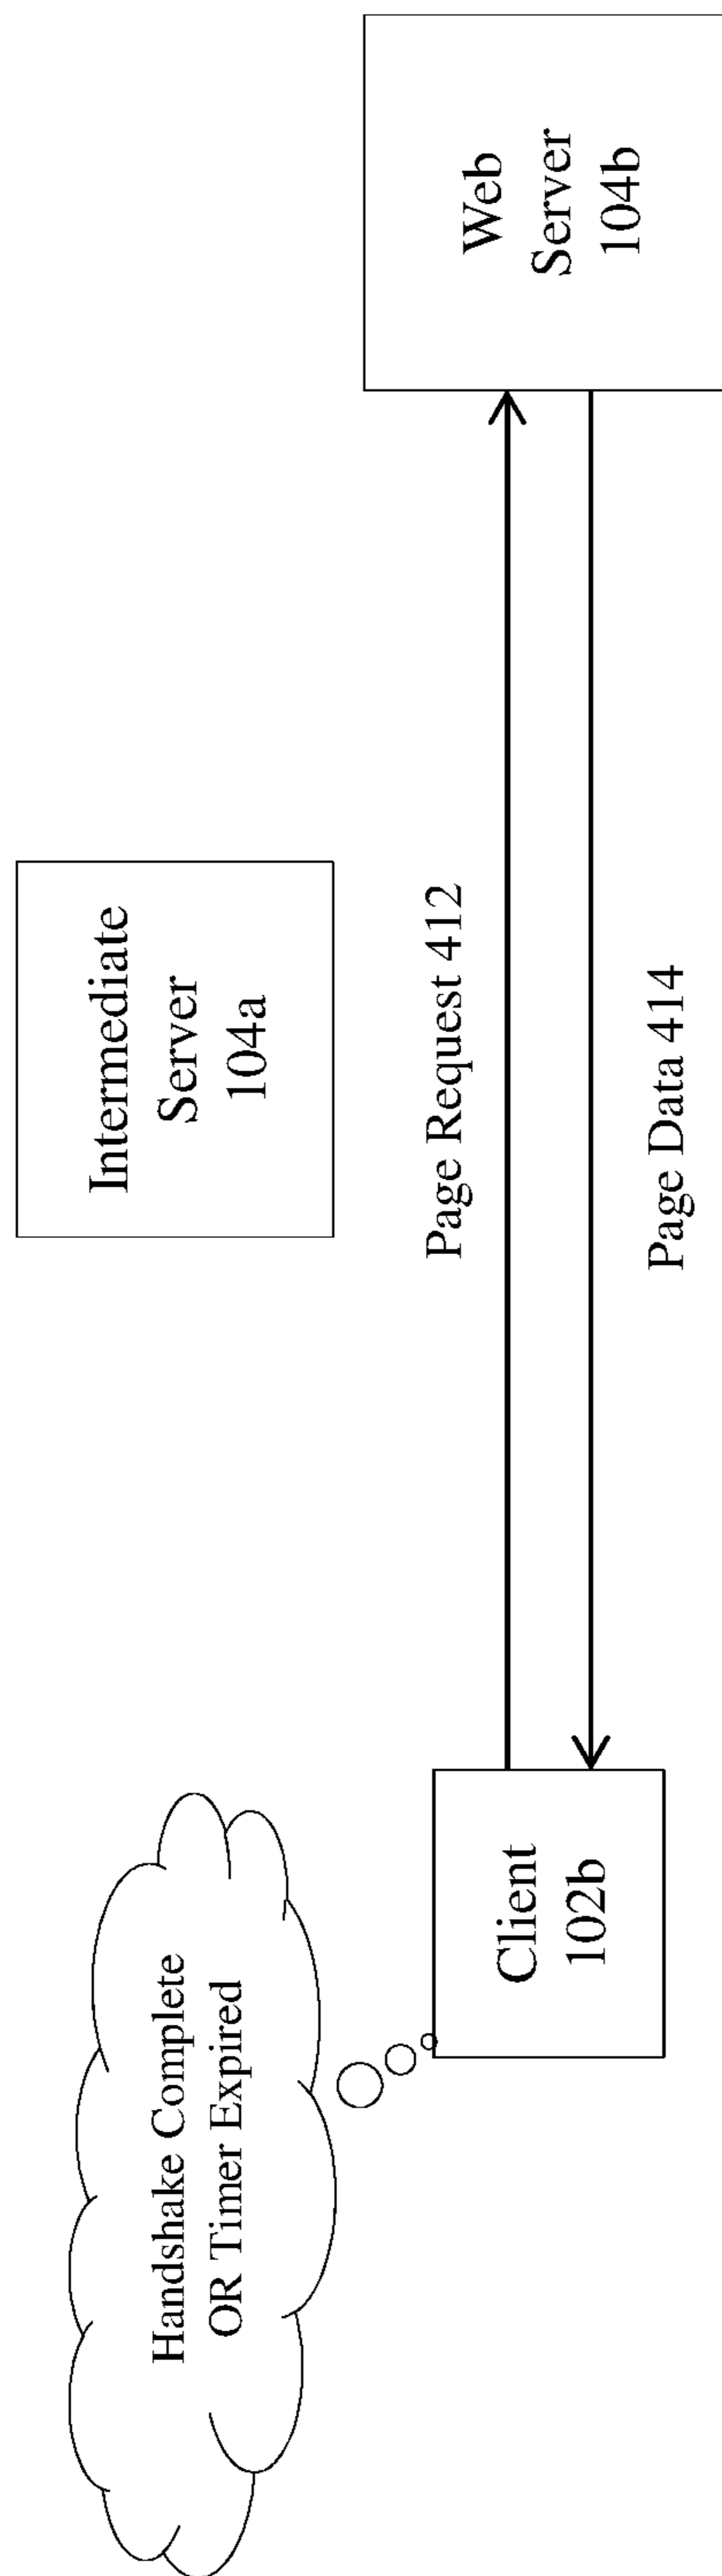 Handshake Complete
OR Timer Expired
Intermediate
Server
104a
Page Request 412
Page Data 414
Client
102b
Web
Server
104b